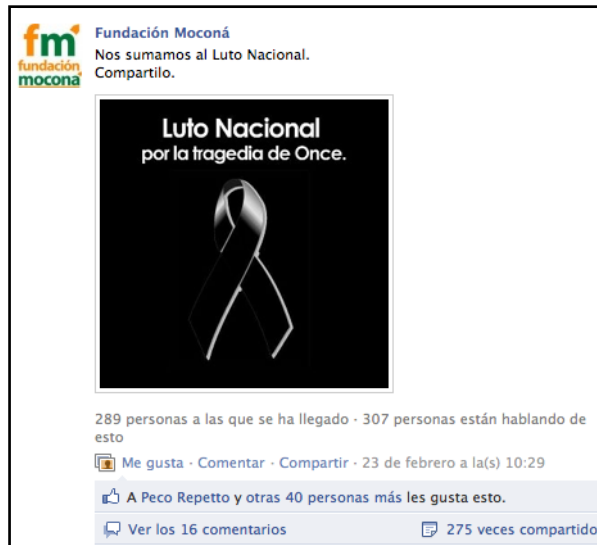 fm
fundación
mocona
Fundación Moconá
Nos sumamos al Luto Nacional.
Compartilo.
Luto Nacional
por la tragedia de Once.
289 personas a las que se ha llegado · 307 personas están hablando de
esto
Me gusta · Comentar · Compartir · 23 de febrero a la(s) 10:29
A Peco Repetto y otras 40 personas más les gusta esto.
Ver los 16 comentarios
275 veces compartido